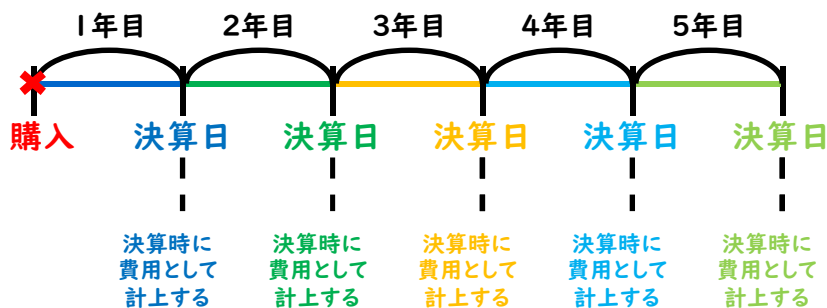 1年目 2年目 3年目 4年目 5年目
購入 決算日 決算日 決算日 決算日 決算日
決算時に 決算時に 決算時に 決算時に 決算時に
費用として 費用として 費用として 費用として 費用として
計上する 計上する 計上する 計上する 計上する